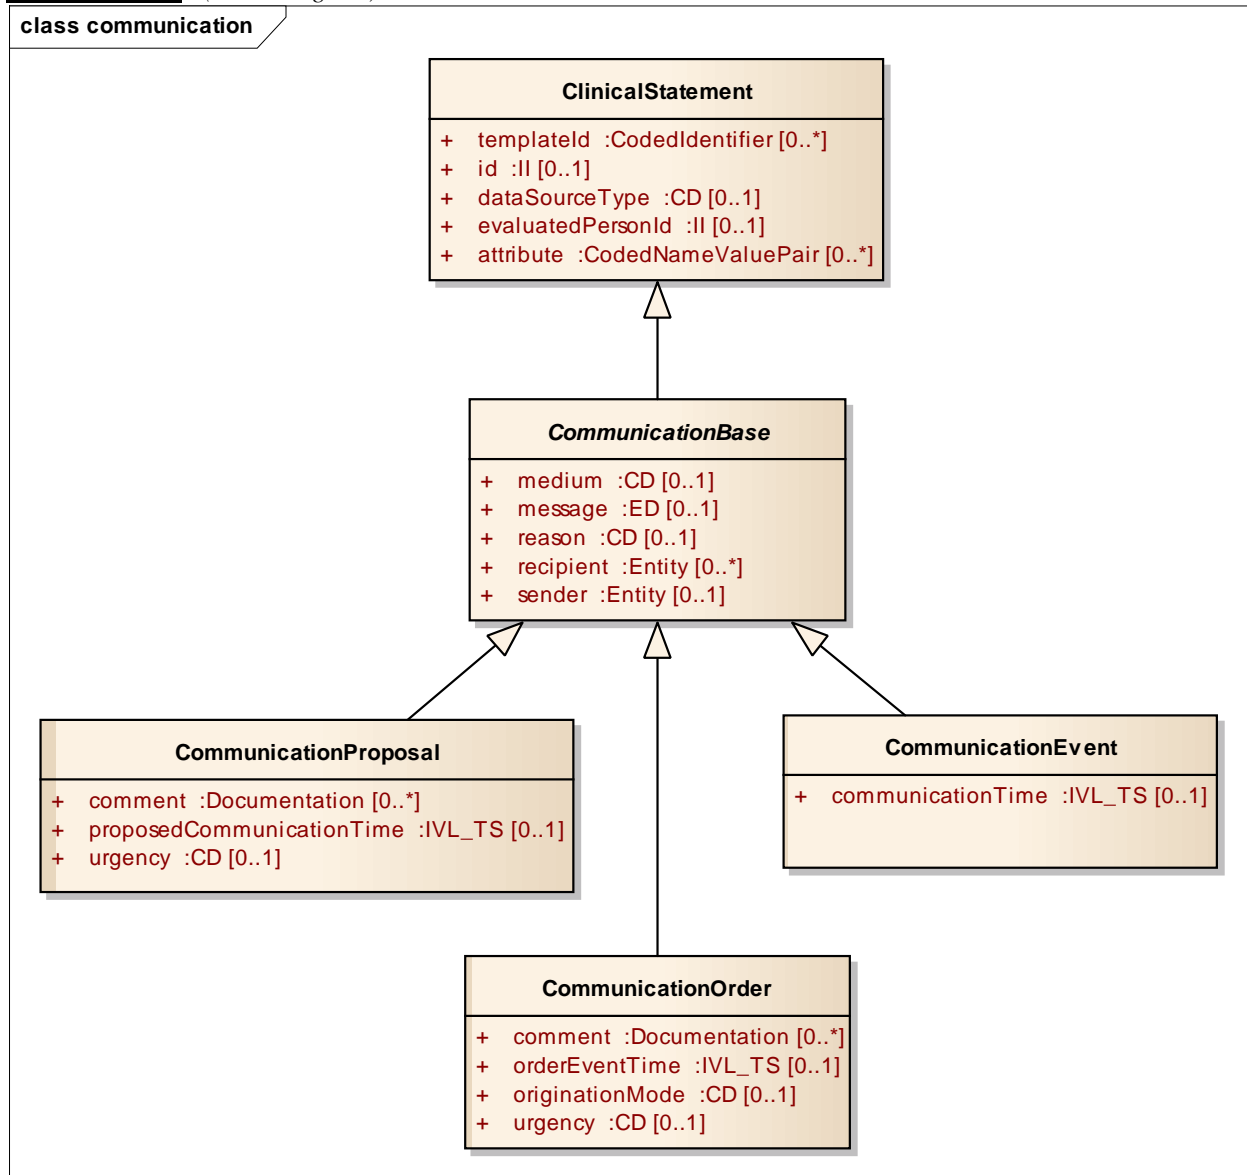 class communication
ClinicalStatement
+ templateId :CodedIdentifier [0..*]
+ id :II [0..1]
+ dataSourceType :CD [0..1]
+ evaluatedPersonId :II [0..1]
+ attribute :CodedNameValuePair [0..*]
CommunicationBase
+ medium :CD [0..1]
+ message :ED [0..1]
+ reason :CD [0..1]
+ recipient :Entity [0..*]
+ sender :Entity [0..1]
CommunicationProposal
+ comment :Documentation [0..*]
+ proposedCommunicationTime :IVL_TS [0..1]
+ urgency :CD [0..1]
CommunicationEvent
+ communicationTime :IVL_TS [0..1]
CommunicationOrder
+ comment :Documentation [0..*]
+ orderEventTime :IVL_TS [0..1]
+ originationMode :CD [0..1]
+ urgency :CD [0..1]